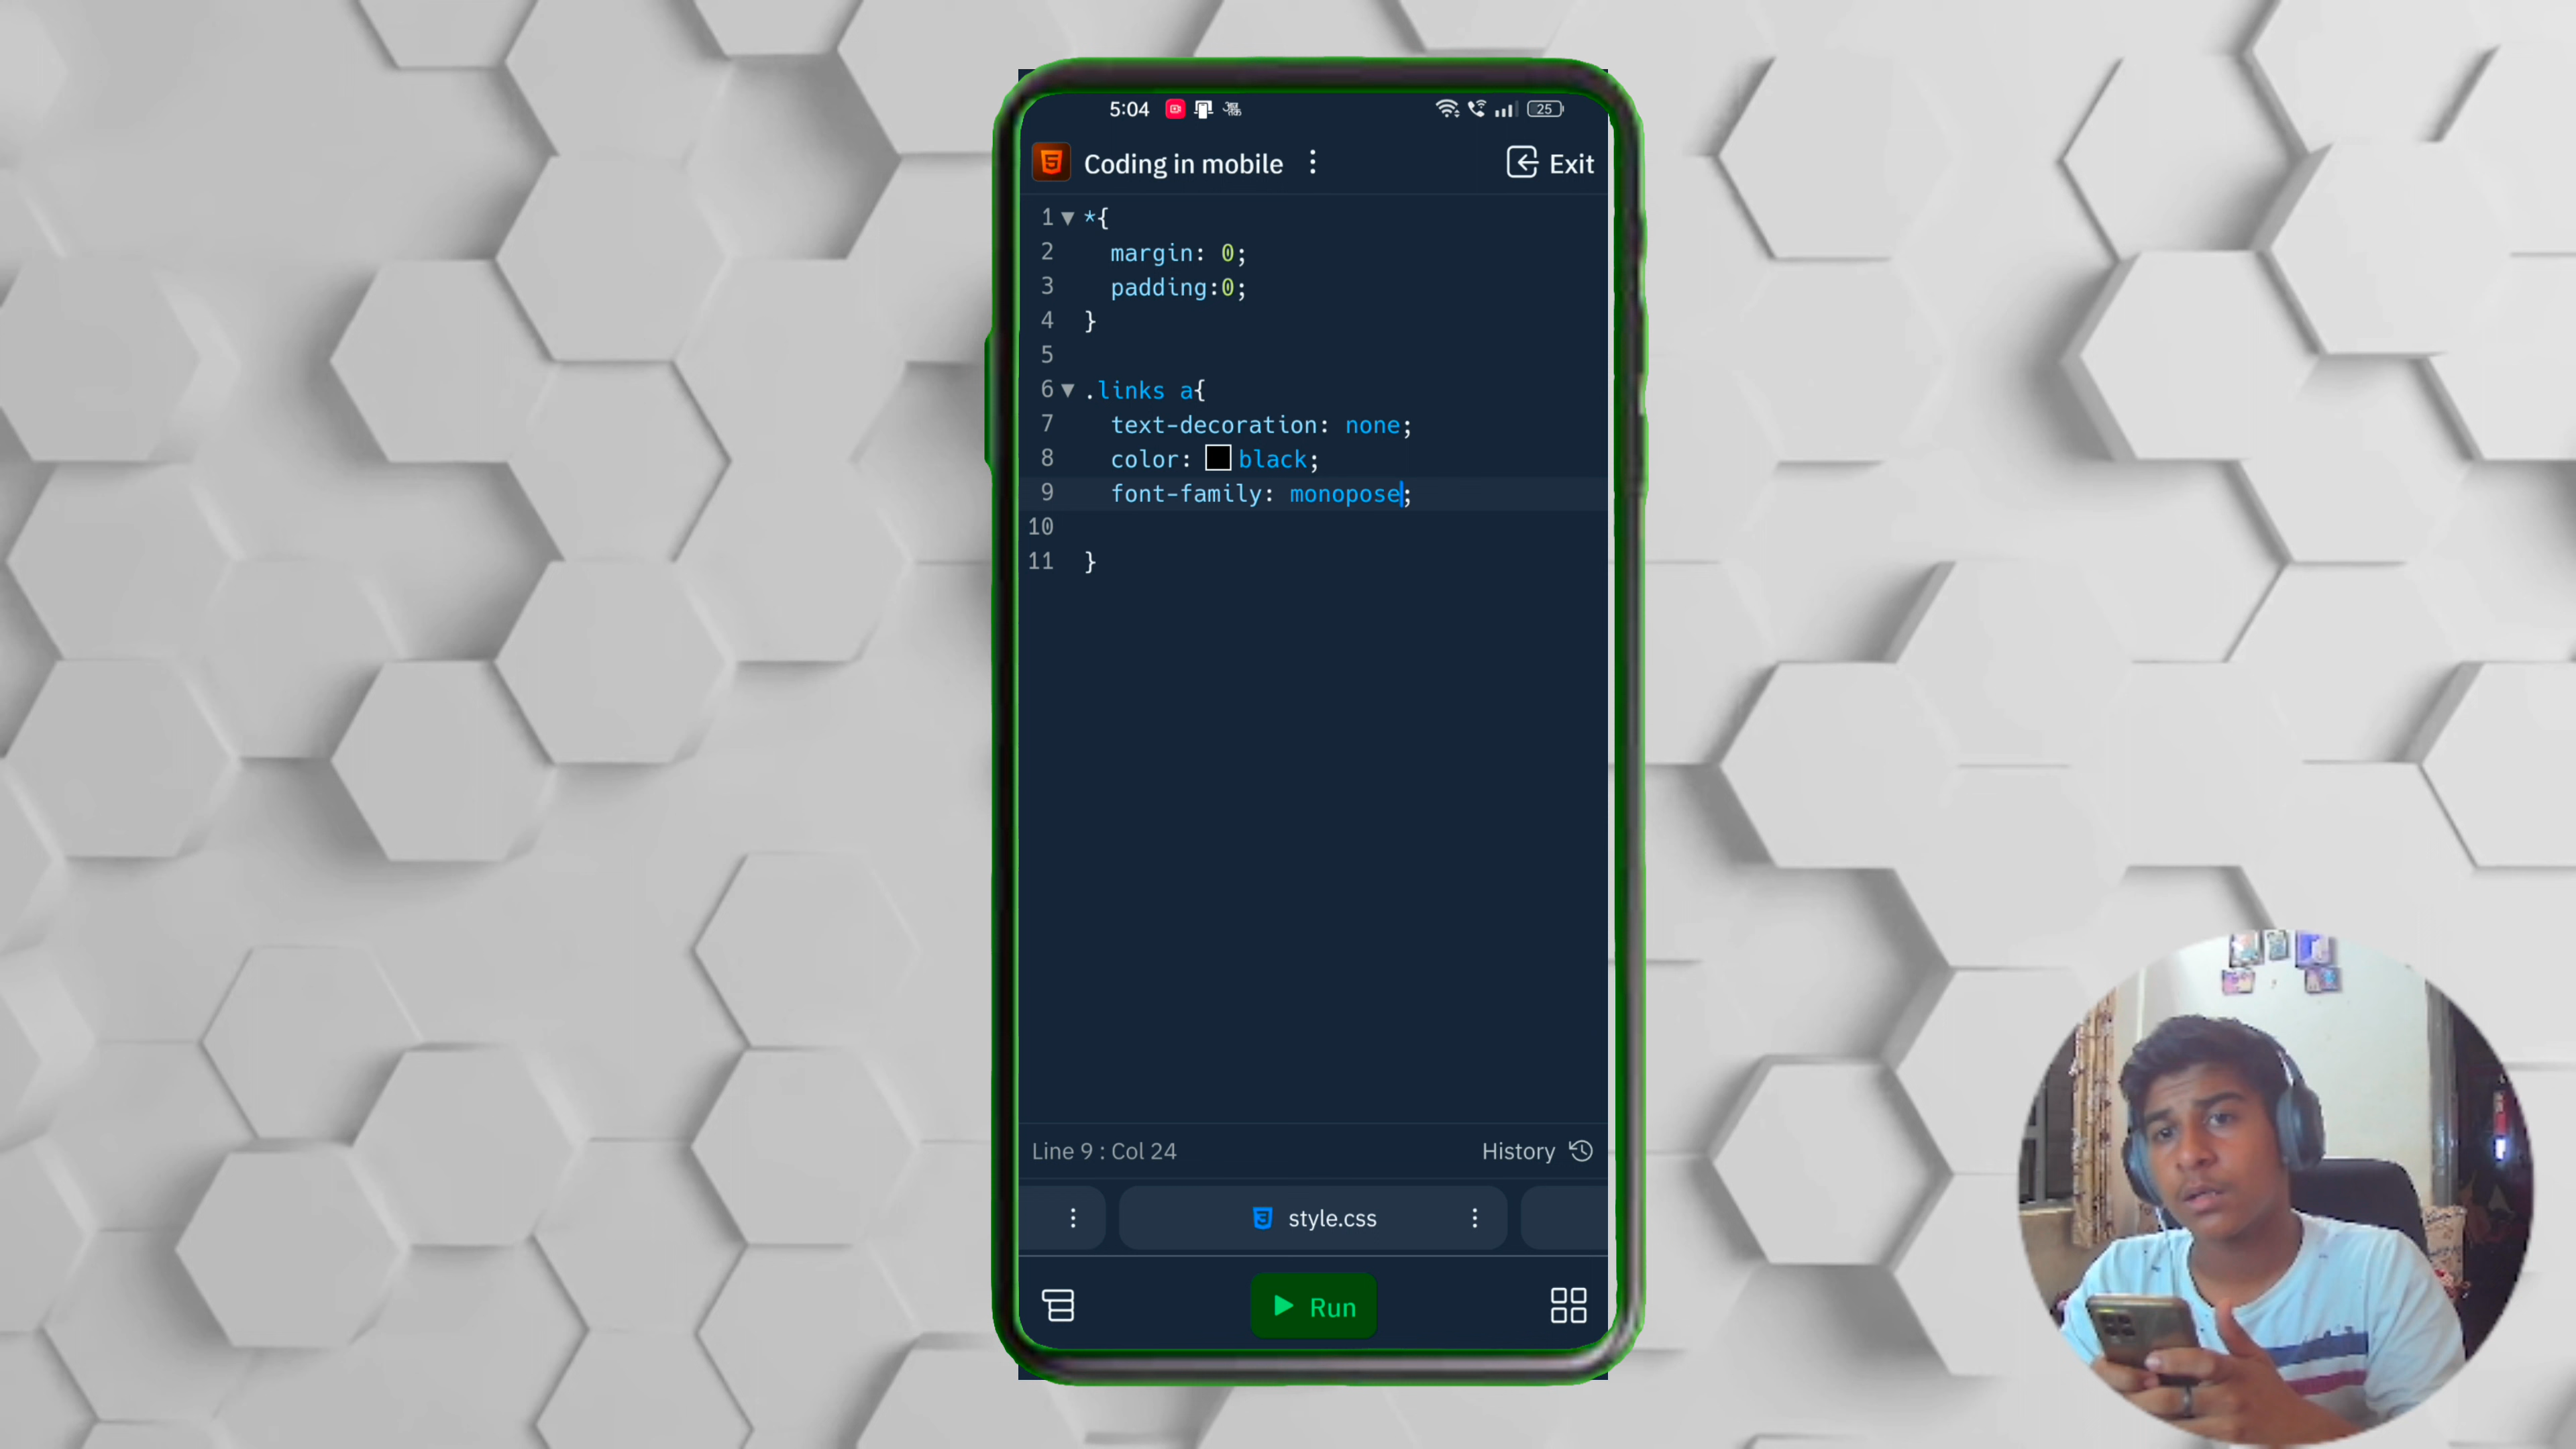 5:04 25
Coding in mobile Exit
1 *{
2 margin: 0;
3 padding:0;
4 }
5
6 .links a{
7 text-decoration: none;
8 color: black;
9 font-family: monopose;
10
11 }
Line 9 : Col 24 History
style.css
Run